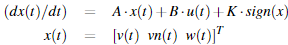 (dx(t)/dt) = A·x(t)+B·u(t)+K·sign(x)
x(t) = [v(t) vn(t) w(t)]^T